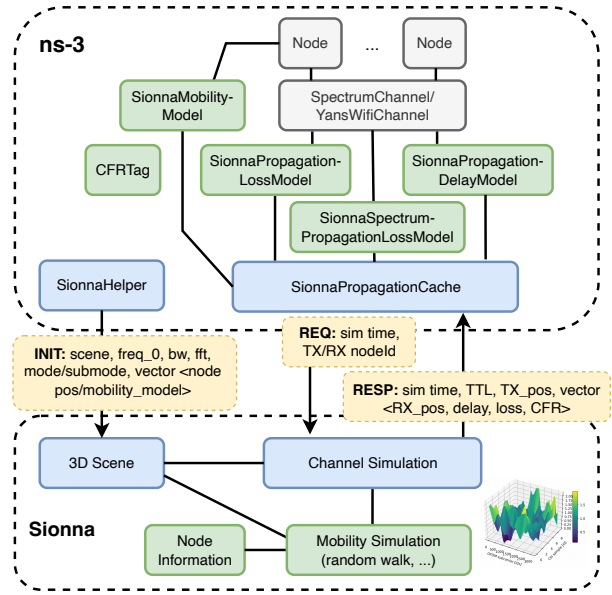 ns-3
Node
...
Node
SionnaMobility-
Model
SpectrumChannel/
YansWifiChannel
CFRTag
SionnaPropagation-
LossModel
SionnaPropagation-
DelayModel
SionnaSpectrum-
PropagationLossModel
SionnaHelper
SionnaPropagationCache
INIT: scene, freq_0, bw, fft,
mode/submode, vector <node
pos/mobility_model>
REQ: sim time,
TX/RX nodeId
RESP: sim time, TTL, TX_pos, vector
<RX_pos, delay, loss, CFR>
3D Scene
Channel Simulation
Sionna
Node
Information
Mobility Simulation
(random walk, ...)